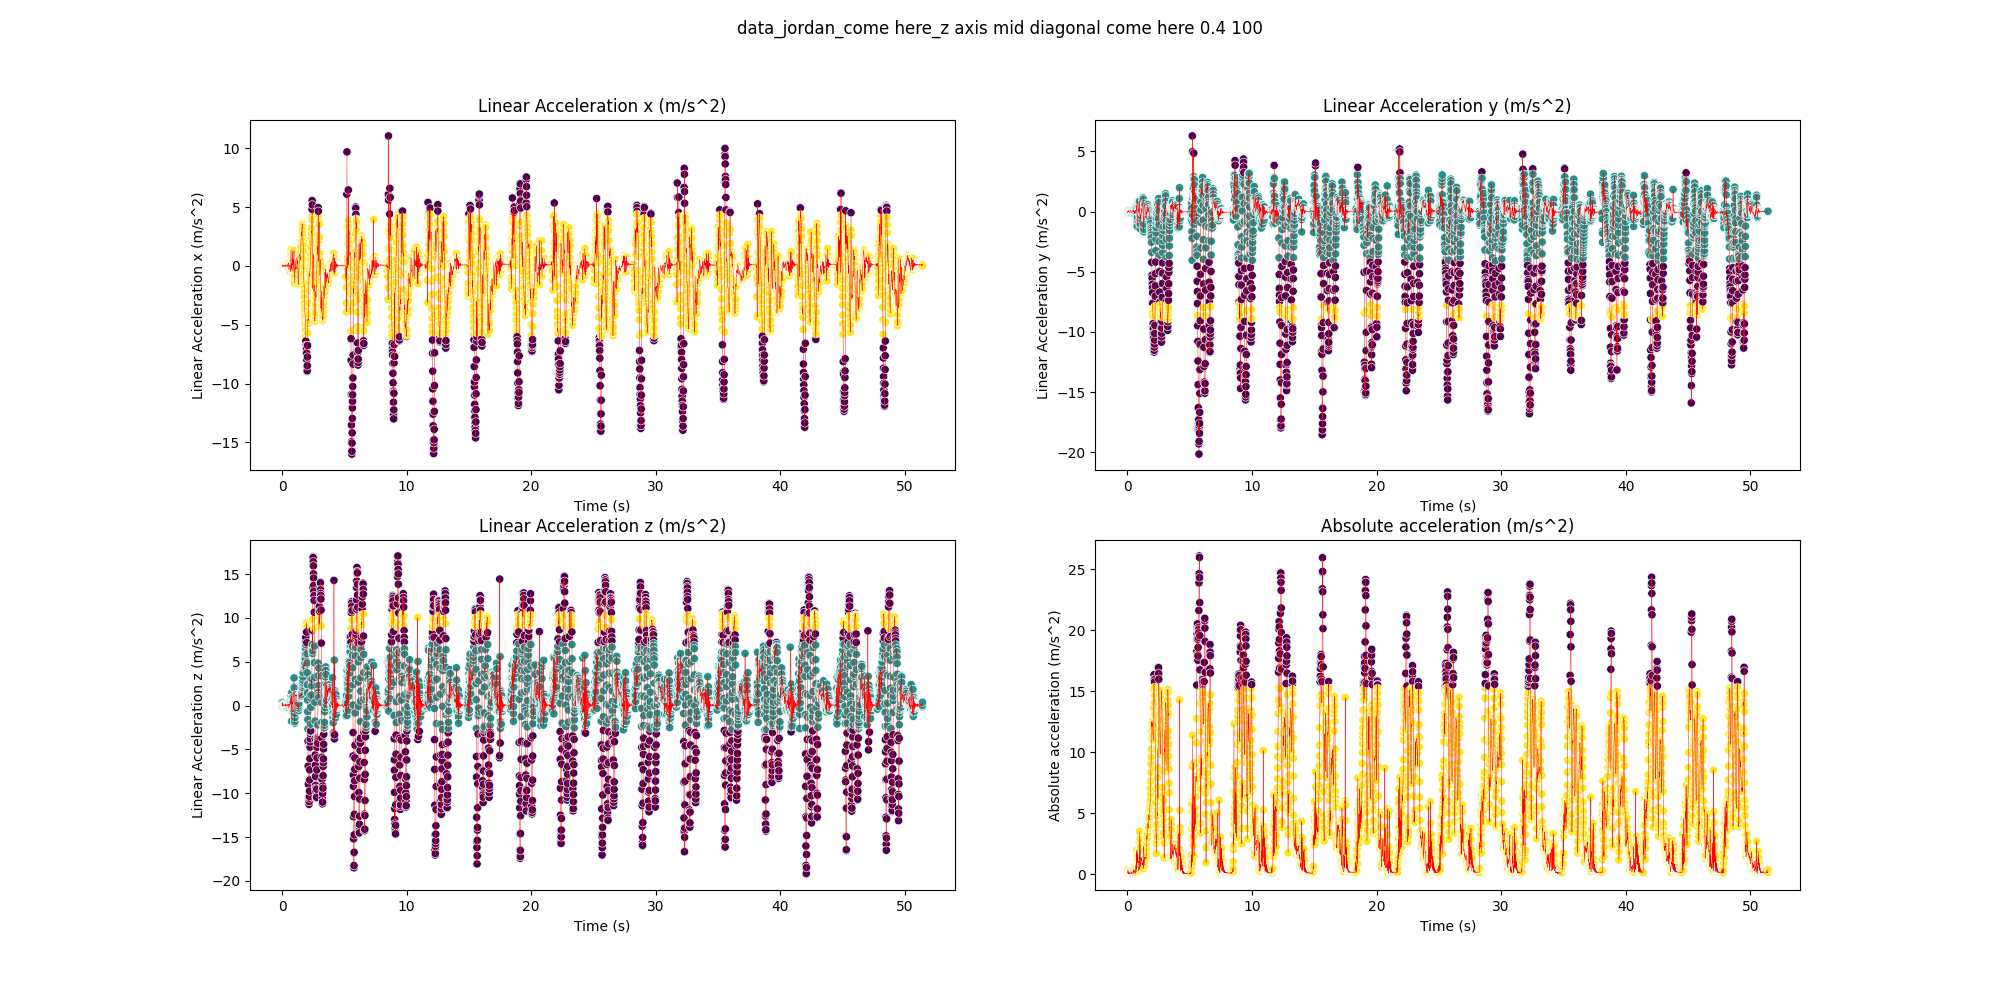 data_jordan_come here_z axis mid diagonal come here 0.4 100
Linear Acceleration x (m/s^2)
Linear Acceleration x (m/s^2)
10
5
0
−5
−10
−15
0 10 20 30 40 50
Time (s)
Linear Acceleration y (m/s^2)
Linear Acceleration y (m/s^2)
5
0
−5
−10
−15
−20
0 10 20 30 40 50
Time (s)
Linear Acceleration z (m/s^2)
Linear Acceleration z (m/s^2)
15
10
5
0
−5
−10
−15
−20
0 10 20 30 40 50
Time (s)
Absolute acceleration (m/s^2)
Absolute acceleration (m/s^2)
25
20
15
10
5
0
0 10 20 30 40 50
Time (s)